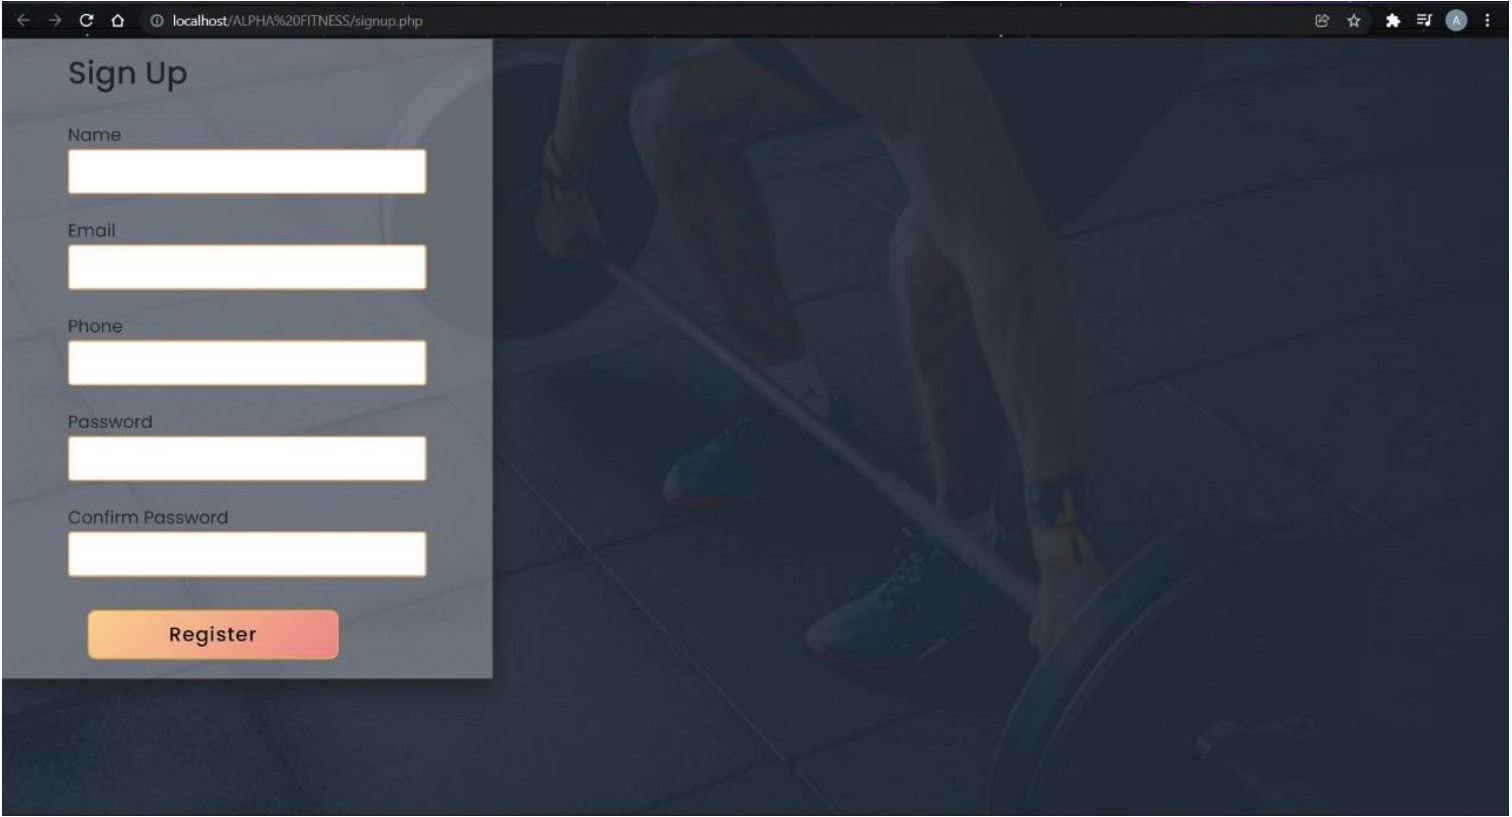 localhost/ALPHA%20FITNESS/signup.php
A
Sign Up
Name
Email
Phone
Password
Confirm Password
Register